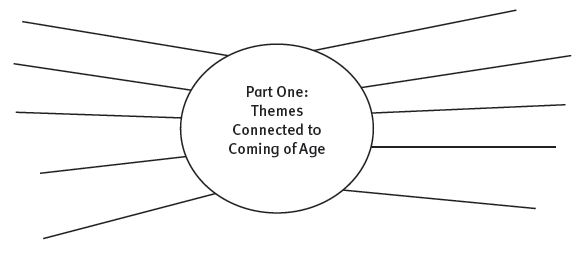 Part One:
Themes
Connected to
Coming of Age